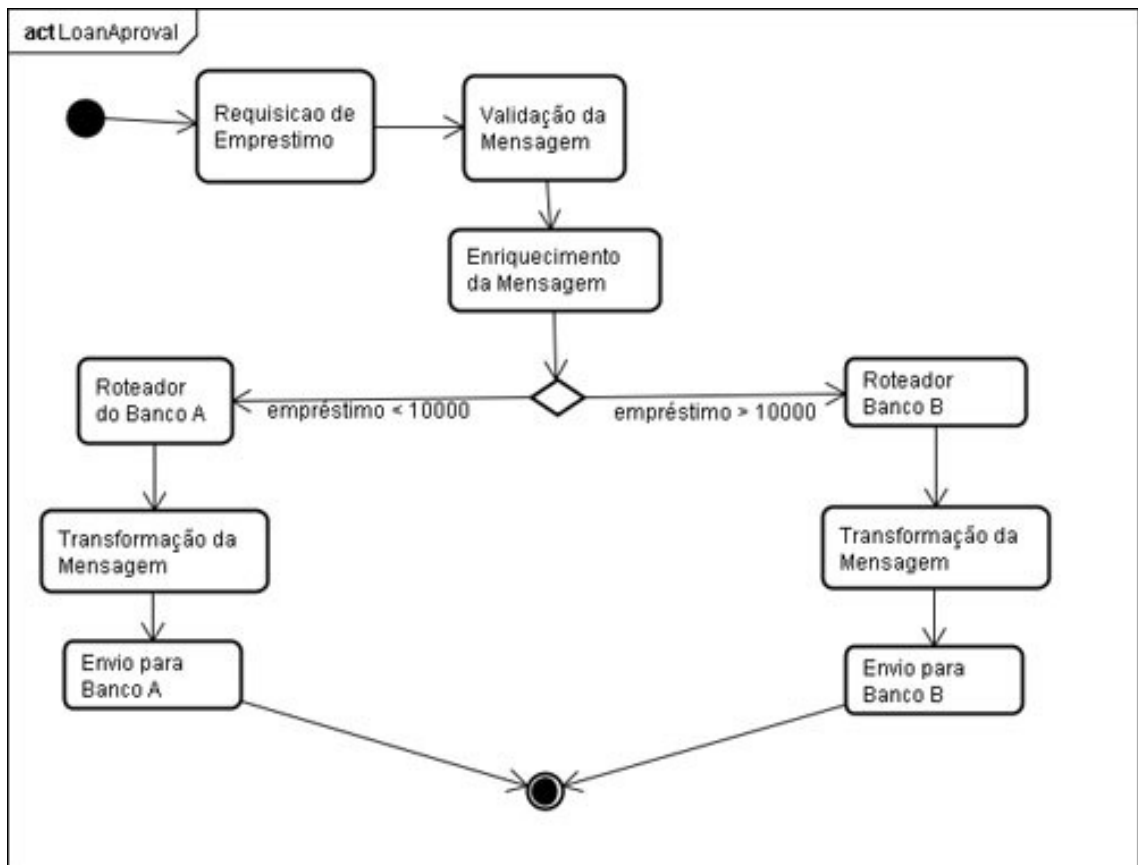 act LoanAproval
Requisicao de
Emprestimo
Validação da
Mensagem
Enriquecimento
da Mensagem
Roteador
do Banco A
empréstimo < 10000
empréstimo > 10000
Roteador
Banco B
Transformação da
Mensagem
Transformação da
Mensagem
Envio para
Banco A
Envio para
Banco B